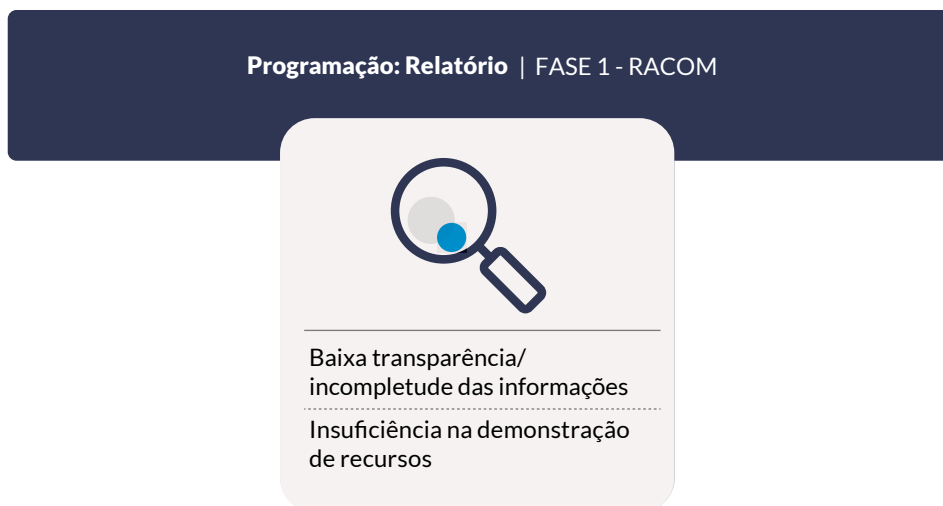 Programação: Relatório | FASE 1 - RACOM
Baixa transparência/
incompletude das informações
Insuficiência na demonstração
de recursos